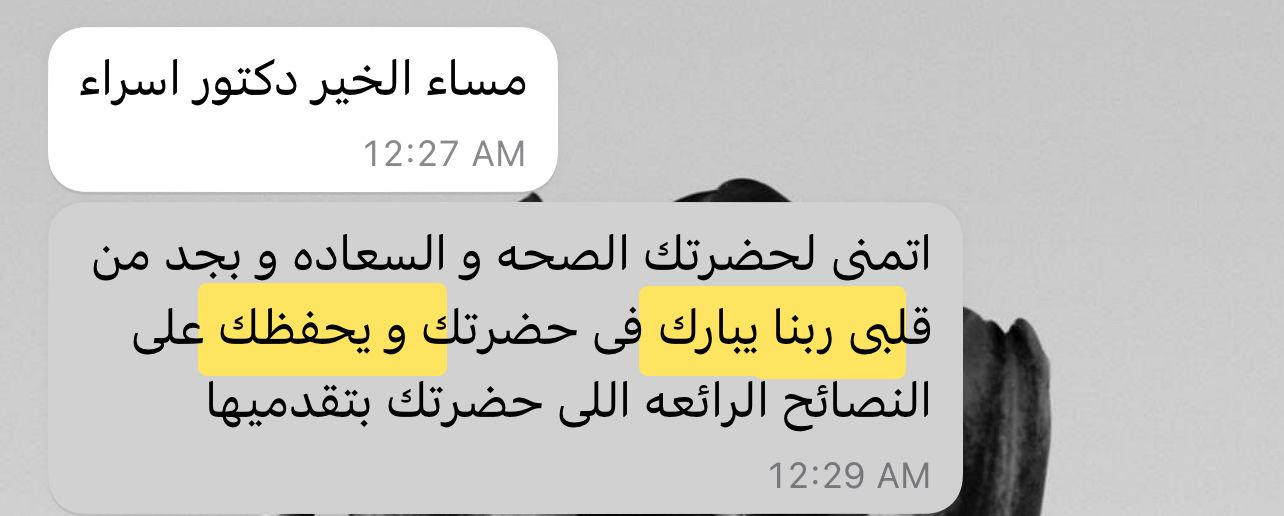 مساء الخير دكتور اسراء
12:27 AM
اتمنى لحضرتك الصحه و السعاده و بجد من
قلبى ربنا يبارك فى حضرتك و يحفظك على
النصائح الرائعه اللى حضرتك بتقدميها
12:29 AM